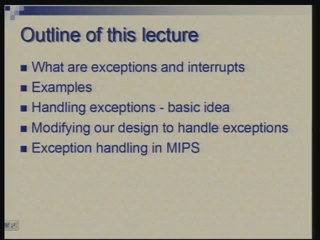 Outline of this lecture
What are exceptions and interrupts
Examples
Handling exceptions - basic idea
Modifying our design to handle exceptions
Exception handling in MIPS